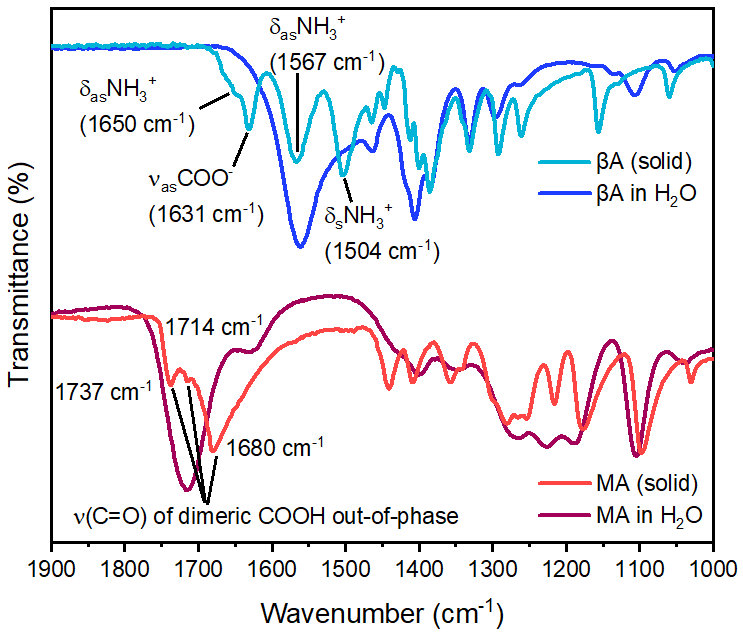 δasNH3+
(1567 cm-1)
δasNH3+
(1650 cm-1)
νasCOO-
(1631 cm-1)
δsNH3+
(1504 cm-1)
βA (solid)
βA in H2O
Transmittance (%)
1714 cm-1
1737 cm-1
1680 cm-1
ν(C=O) of dimeric COOH out-of-phase
MA (solid)
MA in H2O
1900 1800 1700 1600 1500 1400 1300 1200 1100 1000
Wavenumber (cm-1)